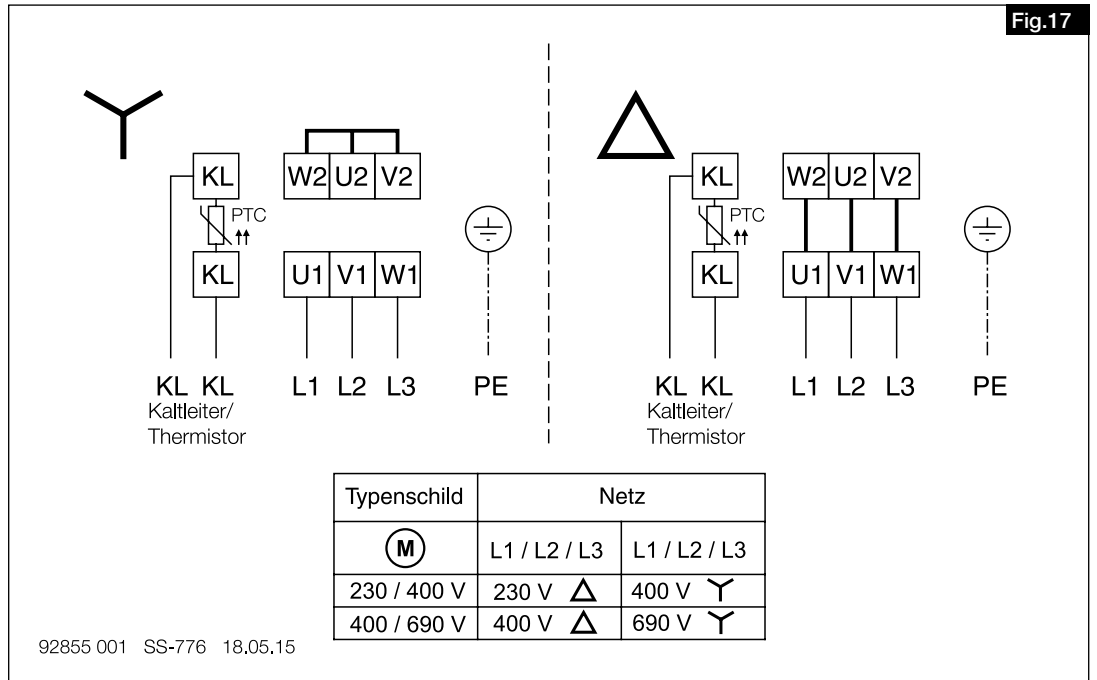 Fig.17
KL W2 U2 V2
PTC
KL U1 V1 W1
KL KL L1 L2 L3 PE
Kaltleiter/
Thermistor
KL W2 U2 V2
PTC
KL U1 V1 W1
KL KL L1 L2 L3 PE
Kaltleiter/
Thermistor
Typenschild Netz
M L1 / L2 / L3 L1 / L2 / L3
230 / 400 V 230 V 400 V
400 / 690 V 400 V 690 V
92855 001 SS-776 18.05.15